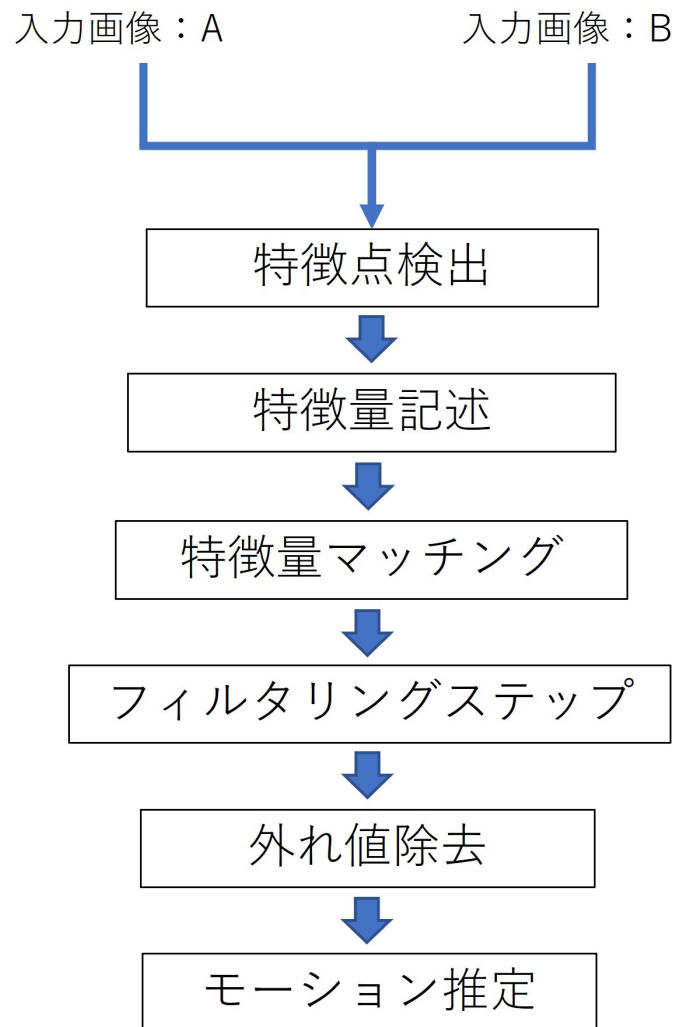 入力画像：A
入力画像：B
特徴点検出
特徴量記述
特徴量マッチング
フィルタリングステップ
外れ値除去
モーション推定